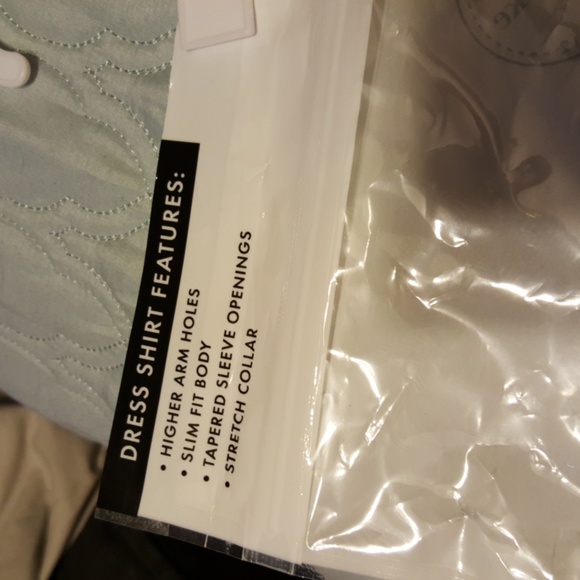 DRESS SHIRT FEATURES:
• HIGHER ARM HOLES
• SLIM FIT BODY
• TAPERED SLEEVE OPENINGS
• STRETCH COLLAR